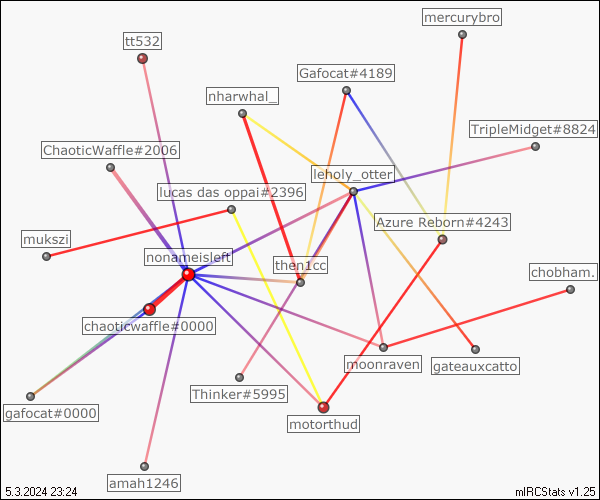 mercurybro
tt532
Gafocat#4189
nharwhal_
TripleMidget#8824
ChaoticWaffle#2006
leholy_otter
lucas das oppai#2396
Azure Reborn#4243
mukszi
nonameisleft
then1cc
chobham.
chaoticwaffle#0000
moonraven
gateauxcatto
Thinker#5995
gafocat#0000
motorthud
amah1246
5.3.2024 23:24
mIRCStats v1.25